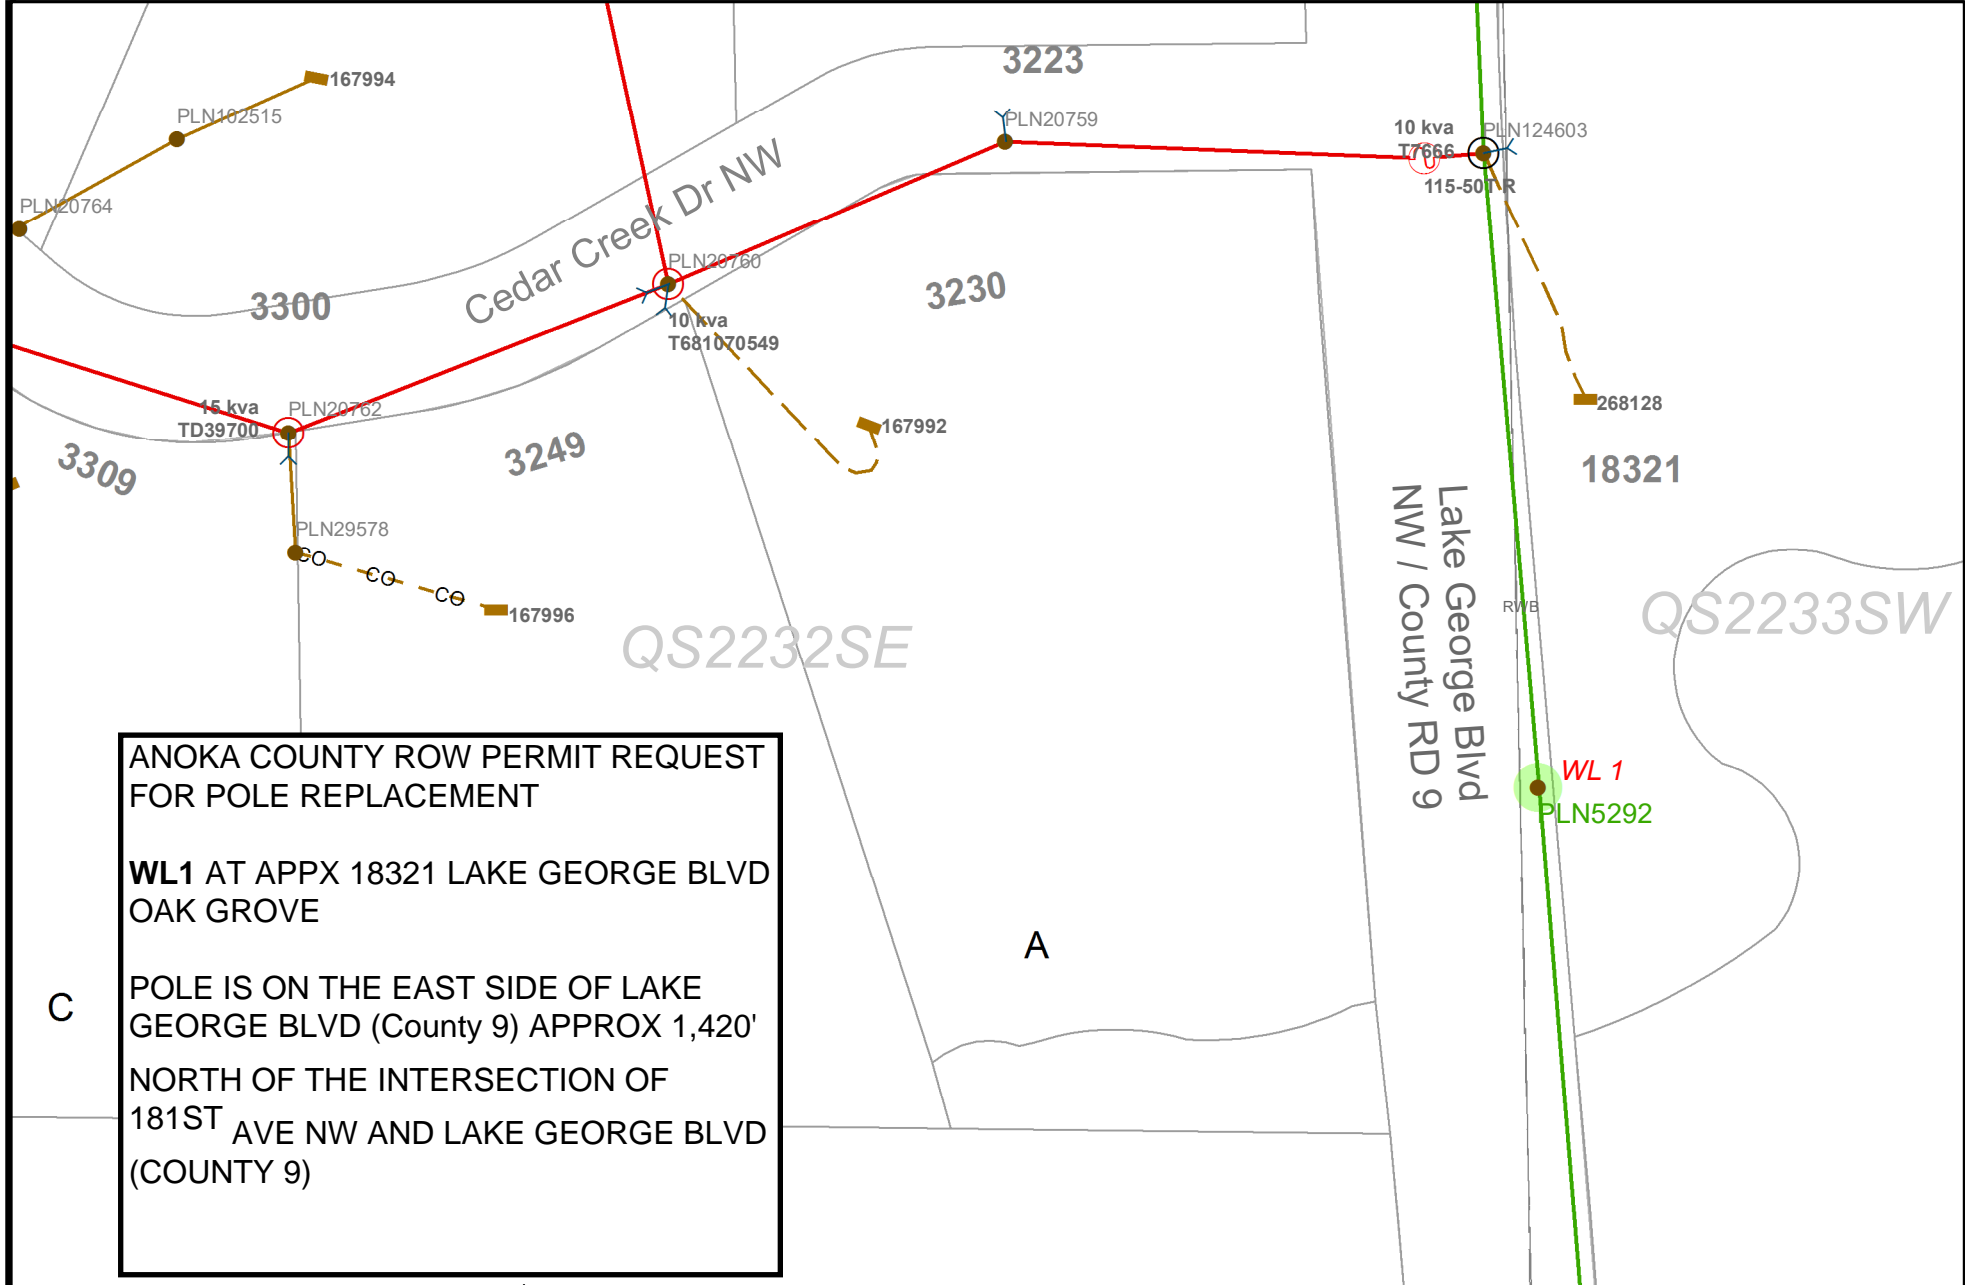 3223
167994
PLN102515
PLN20759
10 kva
T7666
PLN124603
115-50T R
PLN20764
Cedar Creek Dr NW
PLN20760
3300
3230
10 kva
T681070549
15 kva
TD39700
PLN20762
268128
167992
3309
3249
18321
Lake George Blvd
NW / County RD 9
PLN29578
CO
CO
CO
167996
RWB
QS2232SE
QS2233SW
WL 1
PLN5292
ANOKA COUNTY ROW PERMIT REQUEST
FOR POLE REPLACEMENT
WL1 AT APPX 18321 LAKE GEORGE BLVD
OAK GROVE
POLE IS ON THE EAST SIDE OF LAKE
GEORGE BLVD (County 9) APPROX 1,420'
NORTH OF THE INTERSECTION OF
181ST
AVE NW AND LAKE GEORGE BLVD
(COUNTY 9)
A
C